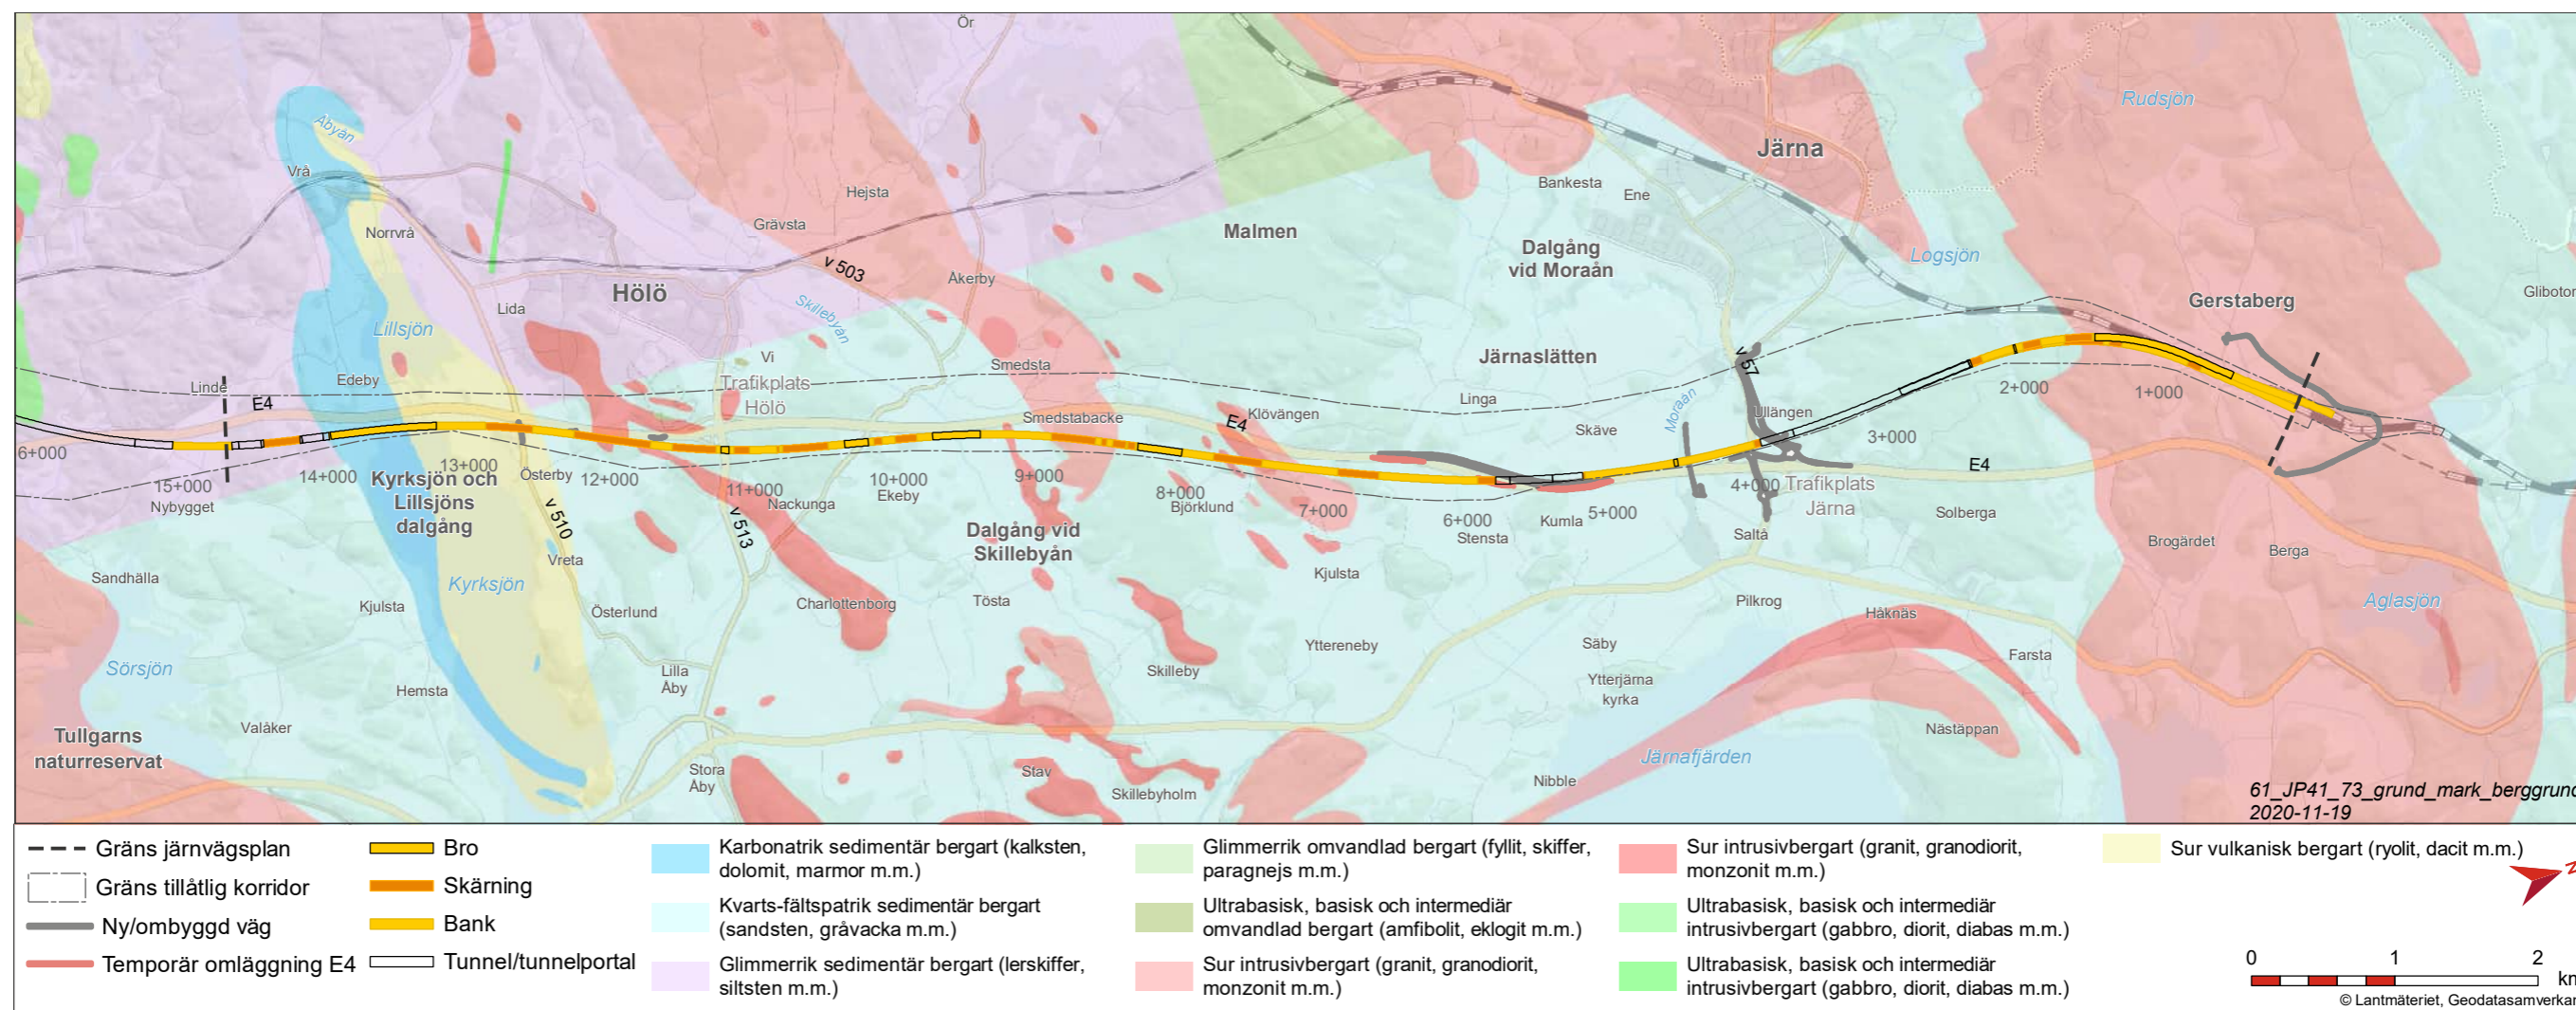 Ör
Rudsjön
Åbyån
Järna
Vrå
Bankesta
Ene
Hejsta
Norrvrå
Grävsta
Malmen
Dalgång
vid Moraån
Logsjön
v 503
Åkerby
Hölö
Gerstaberg
Lida
Skillebyån
Lillsjön
Vi
Smedsta
Järnaslätten
v 57
Linde
Edeby
Trafikplats
Hölö
2+000
1+000
E4
Smedstabacke
Klövängen
E4
Linga
Moraån
Ullängen
Skäve
3+000
6+000
15+000
Nybygget
14+000
Kyrksjön och
Lillsjöns
dalgång
13+000
Österby
12+000
11+000
Nackunga
10+000
Ekeby
9+000
8+000
Björklund
7+000
6+000
Stensta
Kumla
5+000
4+000
Trafikplats
Järna
E4
Solberga
v 510
v 513
Dalgång vid
Skillebyån
Saltå
Brogärdet
Berga
Sandhälla
Vreta
Kyrksjön
Kjulsta
Kjulsta
Österlund
Charlottenborg
Tösta
Pilkrog
Håknäs
Aglasjön
Sörsjön
Hemsta
Lilla
Åby
Skilleby
Yttereneby
Säby
Ytterjärna
kyrka
Farsta
Valåker
Nästäppan
Tullgarns
naturreservat
Stora
Åby
Stav
Skillebyholm
Nibble
Järnafjärden
61_JP41_73_grund_mark_berggrund
2020-11-19
Gräns järnvägsplan
Gräns tillåtlig korridor
Ny/ombyggd väg
Temporär omläggning E4
Bro
Skärning
Bank
Tunnel/tunnelportal
Karbonatrik sedimentär bergart (kalksten,
dolomit, marmor m.m.)
Kvarts-fältspatrik sedimentär bergart
(sandsten, gråvacka m.m.)
Glimmerrik sedimentär bergart (lerskiffer,
siltsten m.m.)
Glimmerrik omvandlad bergart (fyllit, skiffer,
paragnejs m.m.)
Ultrabasisk, basisk och intermediär
omvandlad bergart (amfibolit, eklogit m.m.)
Sur intrusivbergart (granit, granodiorit,
monzonit m.m.)
Sur intrusivbergart (granit, granodiorit,
monzonit m.m.)
Ultrabasisk, basisk och intermediär
intrusivbergart (gabbro, diorit, diabas m.m.)
Ultrabasisk, basisk och intermediär
intrusivbergart (gabbro, diorit, diabas m.m.)
Sur vulkanisk bergart (ryolit, dacit m.m.)
0 1 2
© Lantmäteriet, Geodatasamverkan